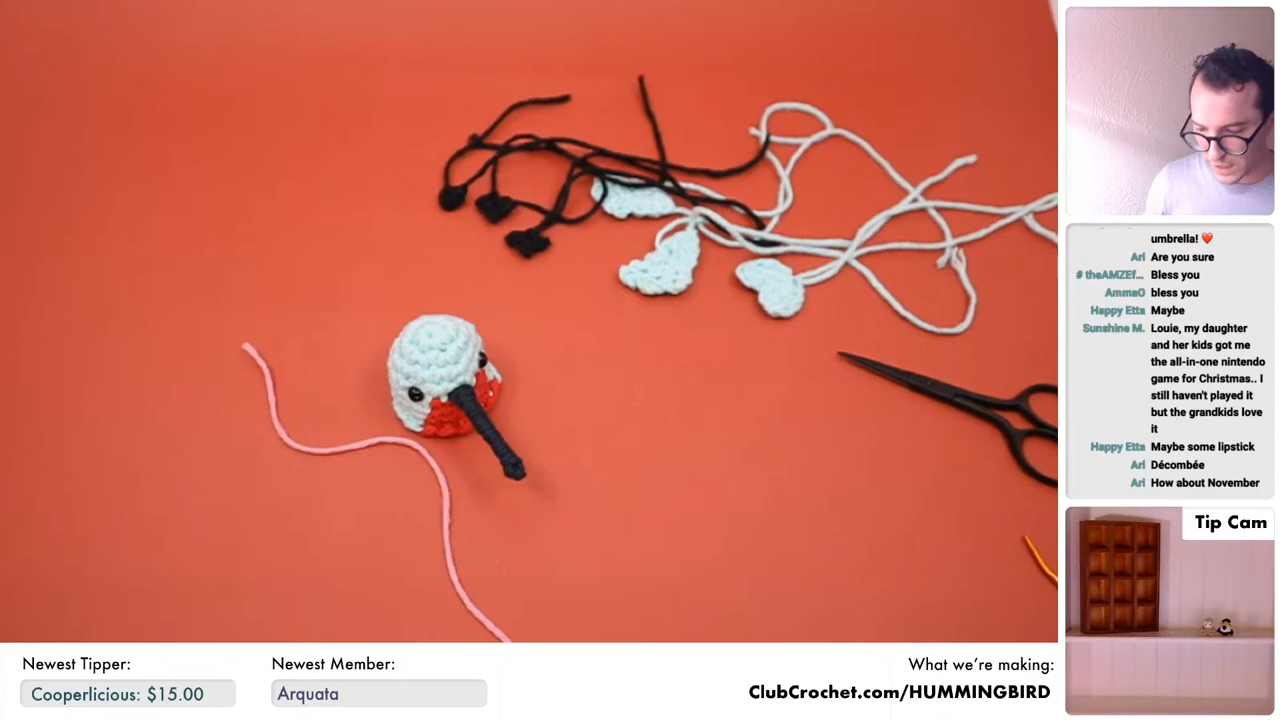 umbrella! ❤️
Ari Are you sure
# theAMZEf... Bless you
AmmaO bless you
Happy Etta Maybe
Sunshine M. Louie, my daughter
and her kids got me
the all-in-one nintendo
game for Christmas.. I
still haven't played it
but the grandkids love
it
Happy Etta Maybe some lipstick
Ari Décombée
Ari How about November
Tip Cam
Newest Tipper:
Cooperlicious: $15.00
Newest Member:
Arquata
What we're making:
ClubCrochet.com/HUMMINGBIRD